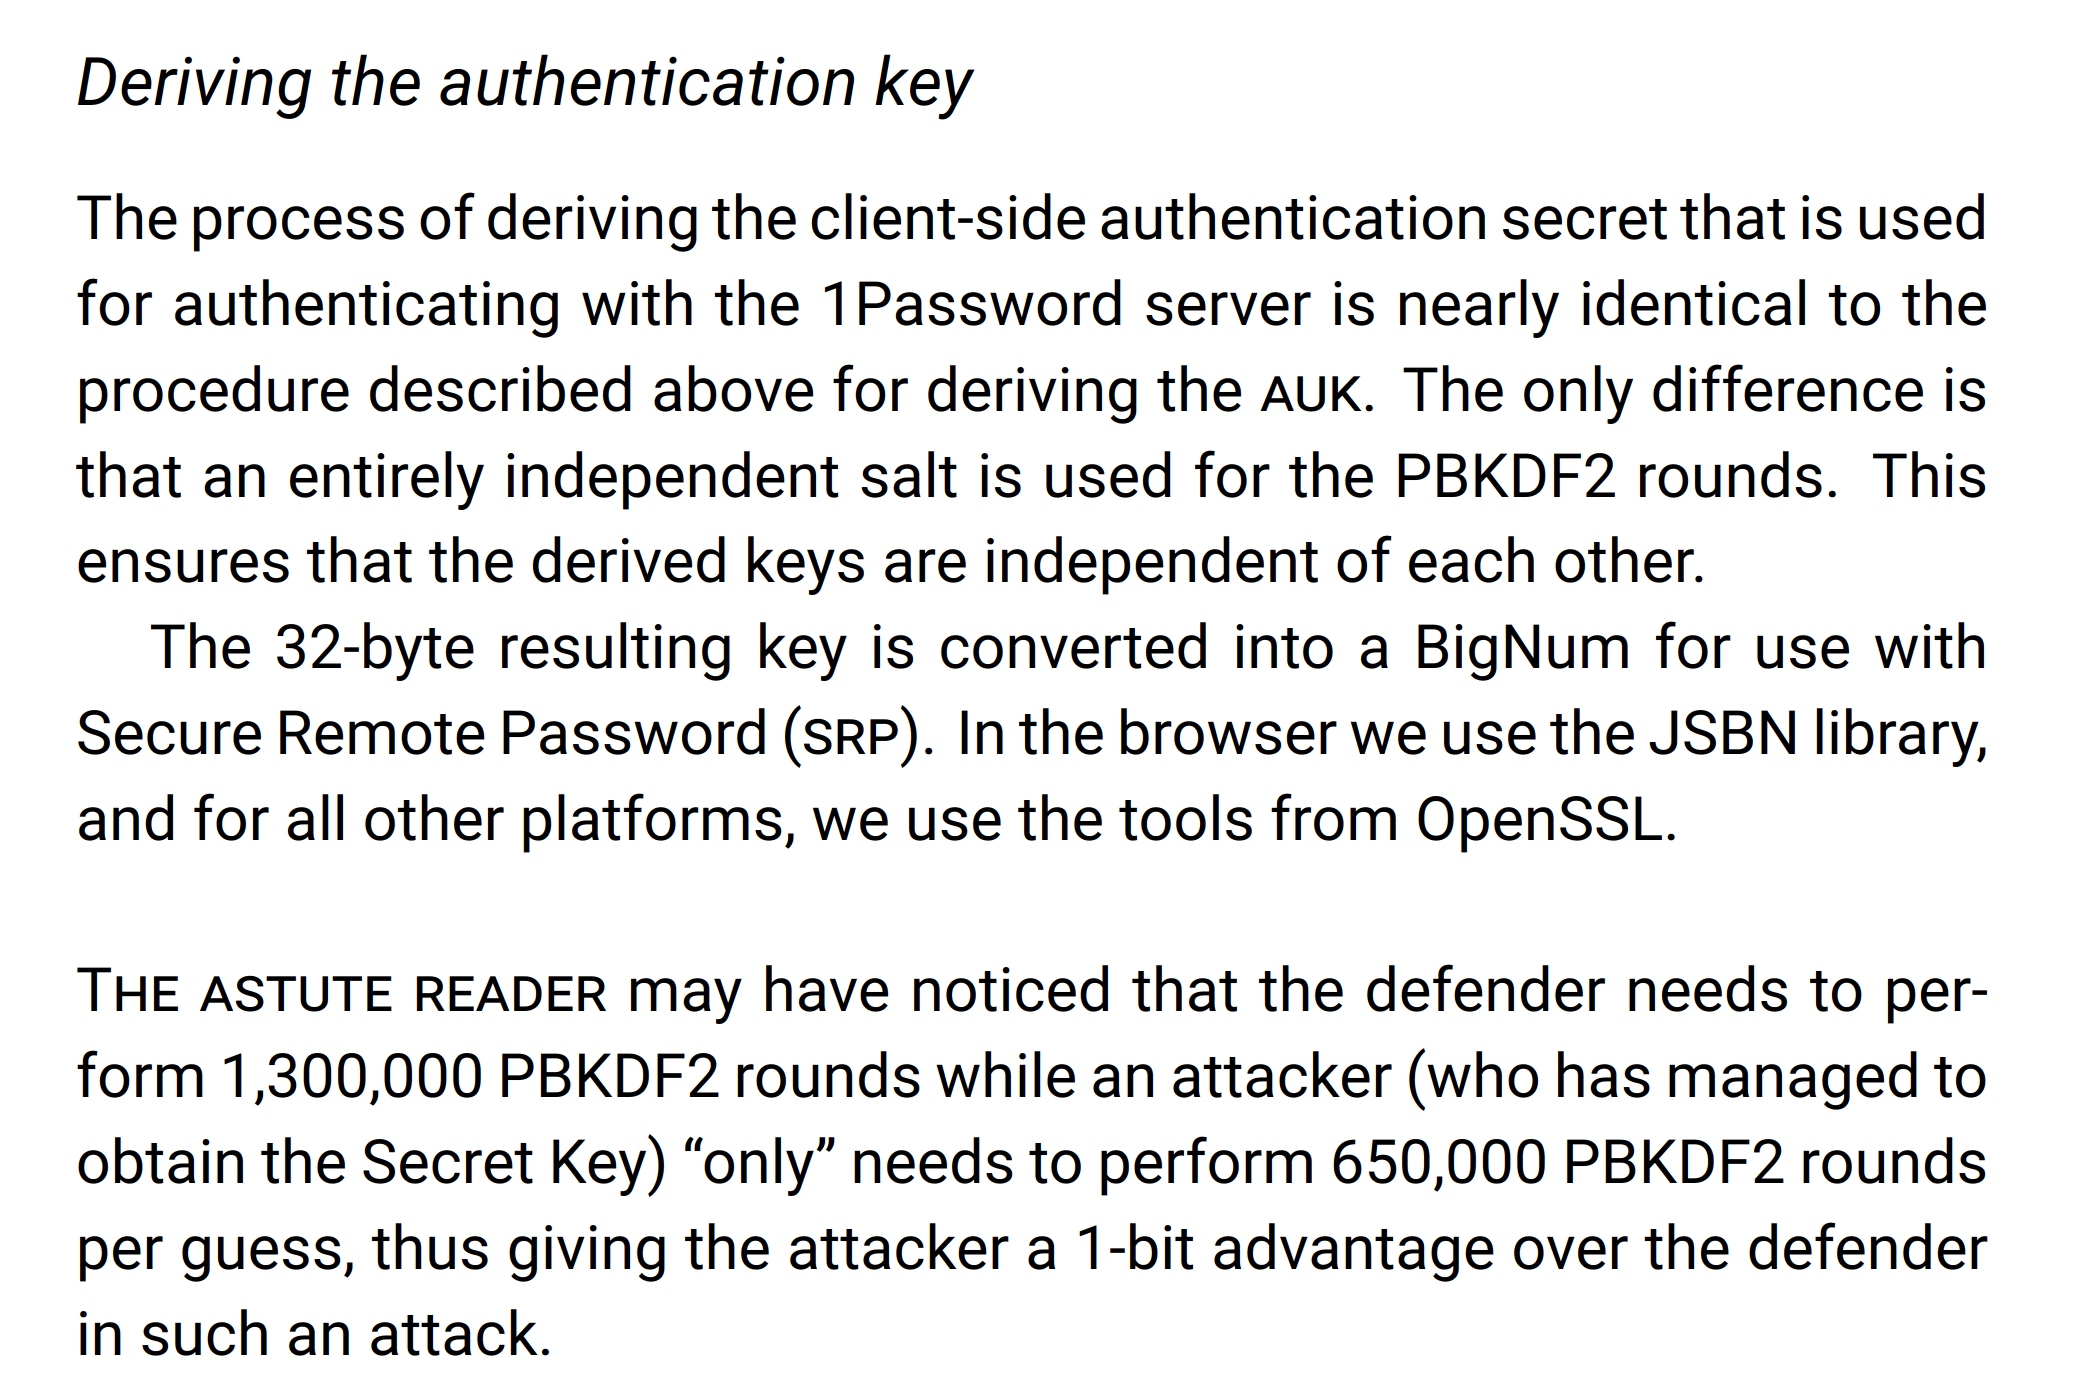 Deriving the authentication key
The process of deriving the client-side authentication secret that is used
for authenticating with the 1Password server is nearly identical to the
procedure described above for deriving the AUK. The only difference is
that an entirely independent salt is used for the PBKDF2 rounds. This
ensures that the derived keys are independent of each other.
The 32-byte resulting key is converted into a BigNum for use with
Secure Remote Password (SRP). In the browser we use the JSBN library,
and for all other platforms, we use the tools from OpenSSL.
THE ASTUTE READER may have noticed that the defender needs to per-
form 1,300,000 PBKDF2 rounds while an attacker (who has managed to
obtain the Secret Key) “only” needs to perform 650,000 PBKDF2 rounds
per guess, thus giving the attacker a 1-bit advantage over the defender
in such an attack.